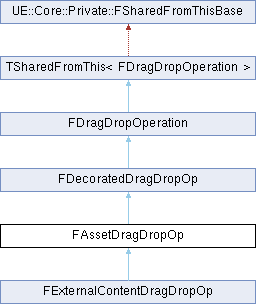 UE::Core::Private::FSharedFromThisBase
TSharedFromThis< FDragDropOperation >
FDragDropOperation
FDecoratedDragDropOp
FAssetDragDropOp
FExternalContentDragDropOp